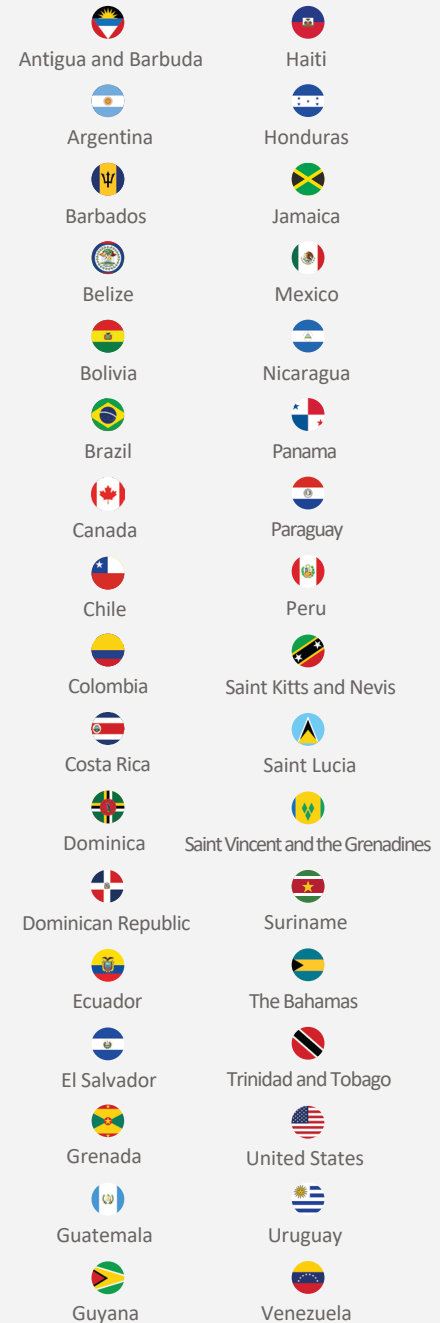 Antigua and Barbuda
Argentina
Barbados
Belize
Bolivia
Brazil
Canada
Chile
Colombia
Costa Rica
Dominica
Dominican Republic
Ecuador
El Salvador
Grenada
Guatemala
Guyana
Haiti
Honduras
Jamaica
Mexico
Nicaragua
Panama
Paraguay
Peru
Saint Kitts and Nevis
Saint Lucia
Saint Vincent and the Grenadines
Suriname
The Bahamas
Trinidad and Tobago
United States
Uruguay
Venezuela